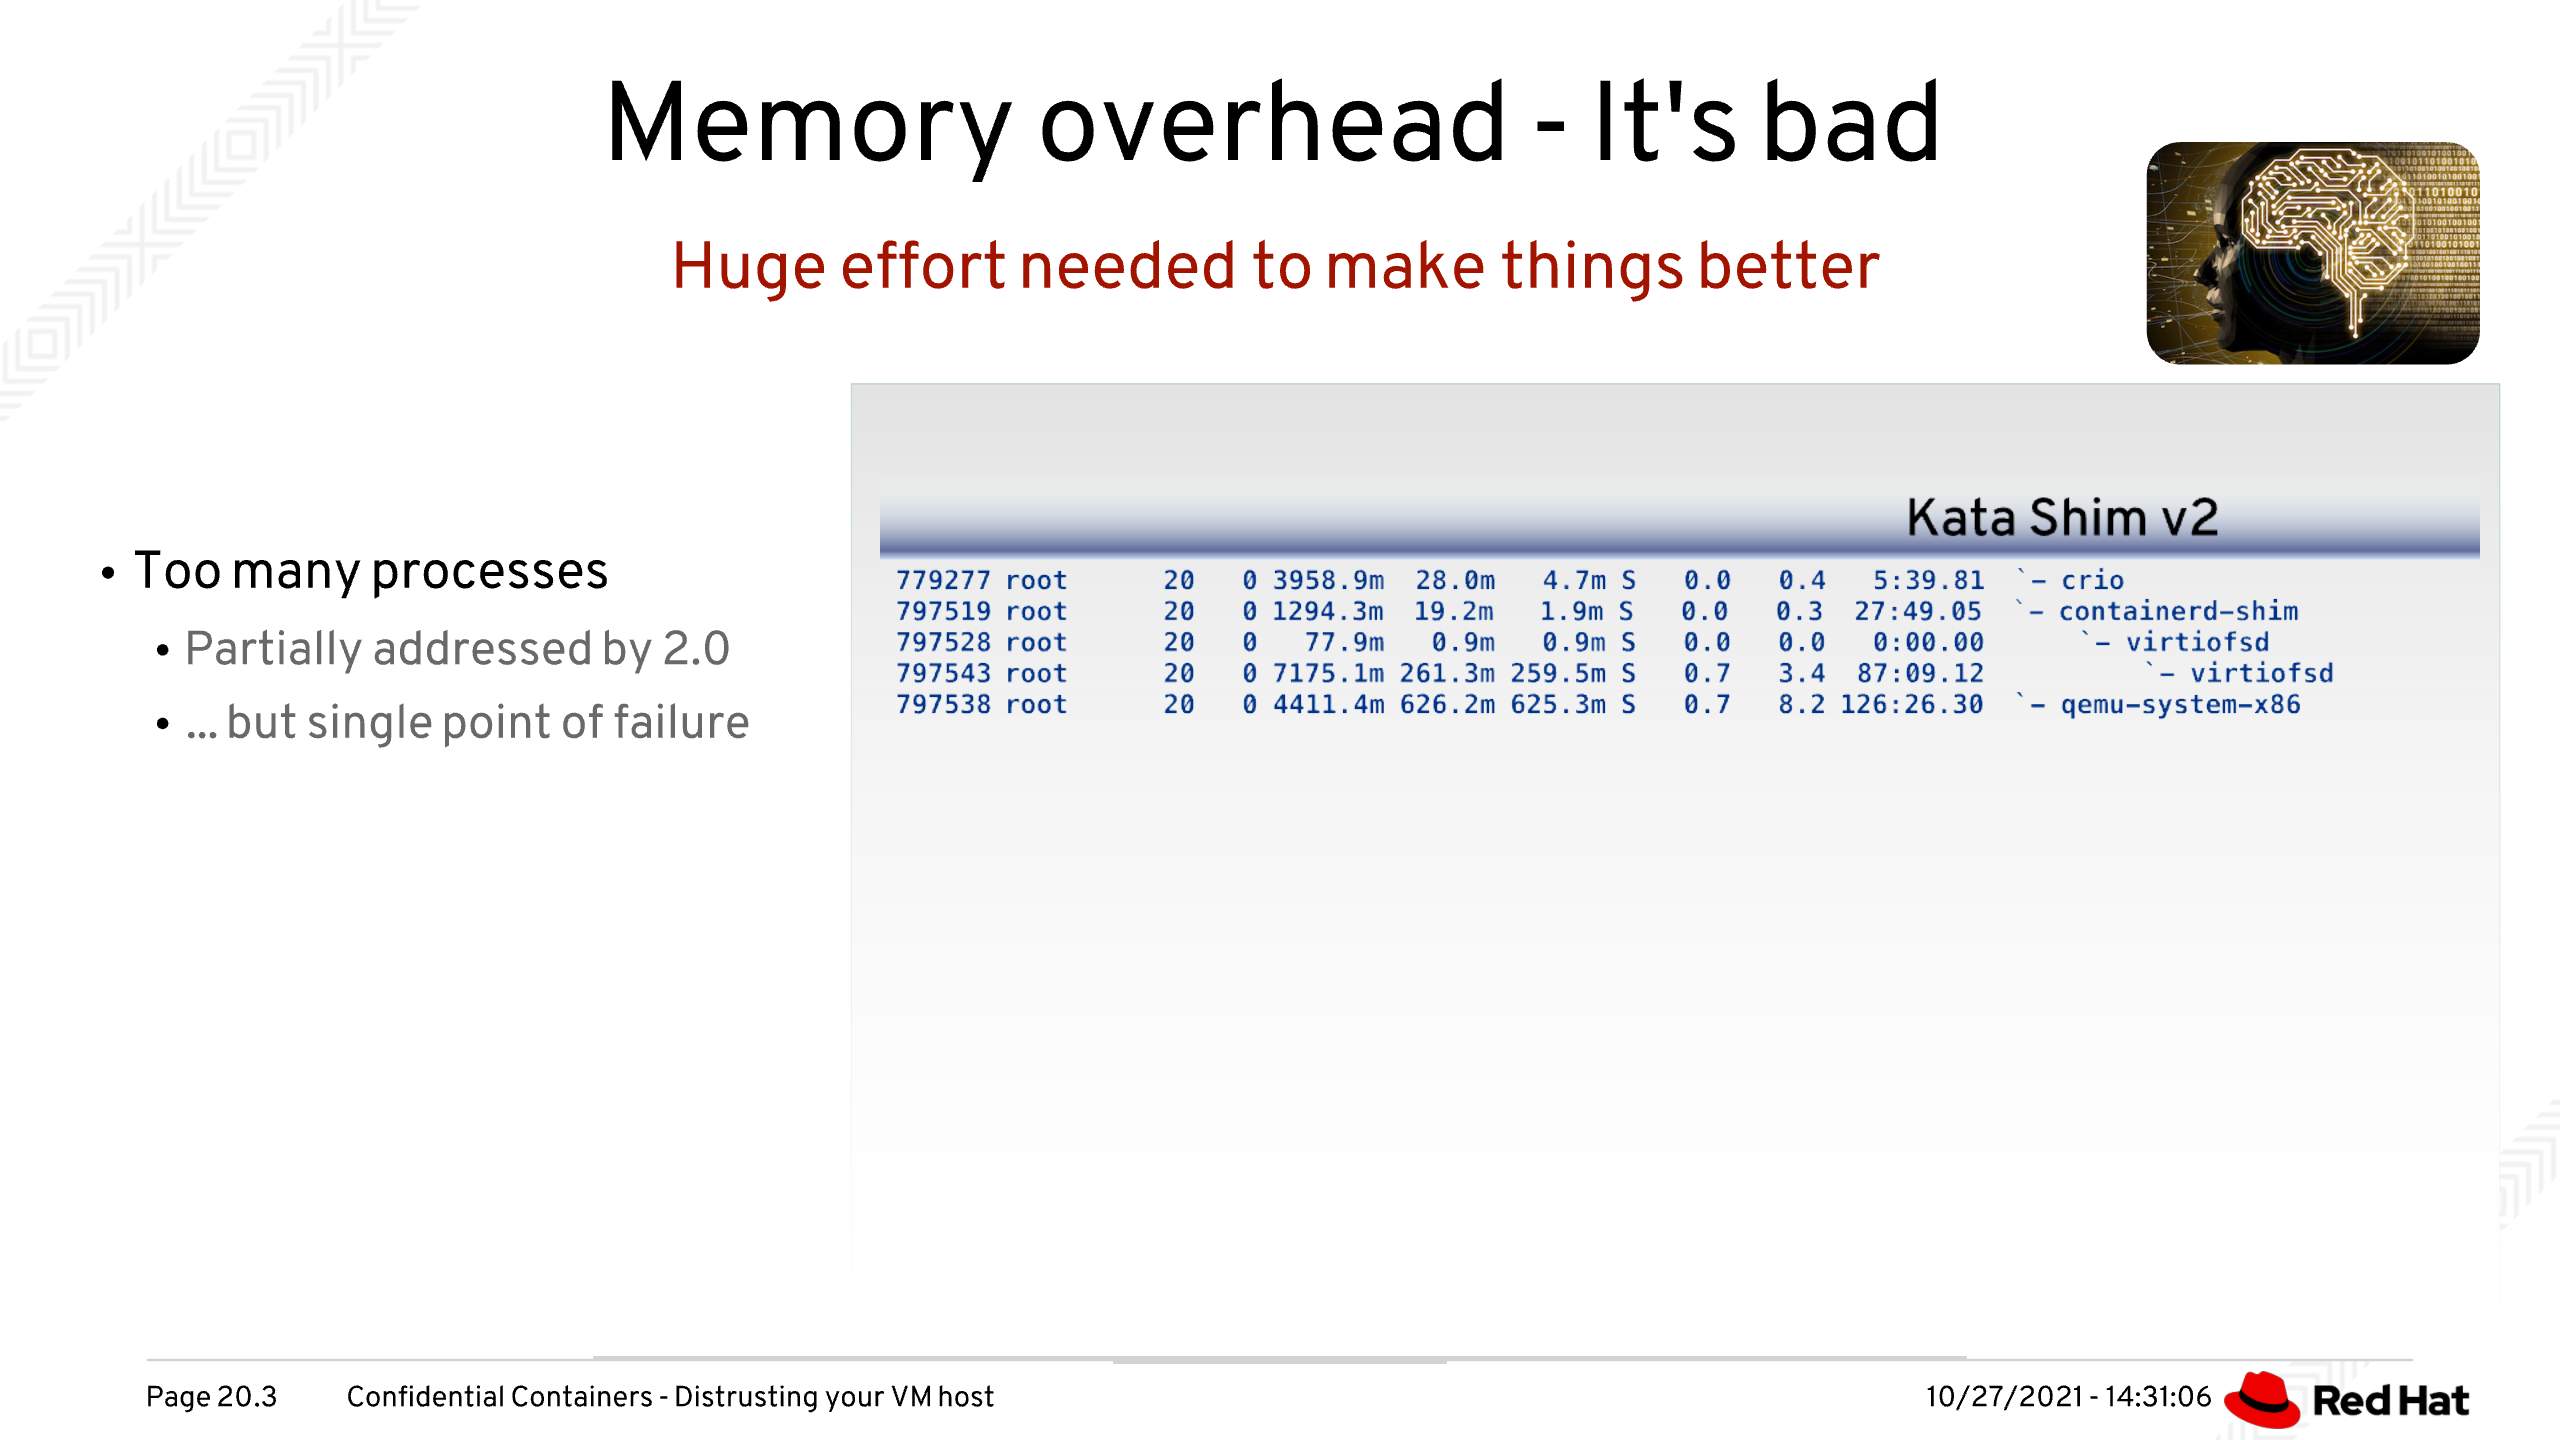 Memory overhead - It's bad
Huge effort needed to make things better
• Too many processes
• Partially addressed by 2.0
• ... but single point of failure
Kata Shim v2
779277 root 20 0 3958.9m 28.0m 4.7m S 0.0 0.4 5:39.81 `- crio
797519 root 20 0 1294.3m 19.2m 1.9m S 0.0 0.3 27:49.05 `- containerd-shim
797528 root 20 0 77.9m 0.9m 0.9m S 0.0 0.0 0:00.00 `- virtiofsd
797543 root 20 0 7175.1m 261.3m 259.5m S 0.7 3.4 87:09.12 `- virtiofsd
797538 root 20 0 4411.4m 626.2m 625.3m S 0.7 8.2 126:26.30 `- qemu-system-x86
Page 20.3 Confidential Containers - Distrusting your VM host 10/27/2021 - 14:31:06 Red Hat